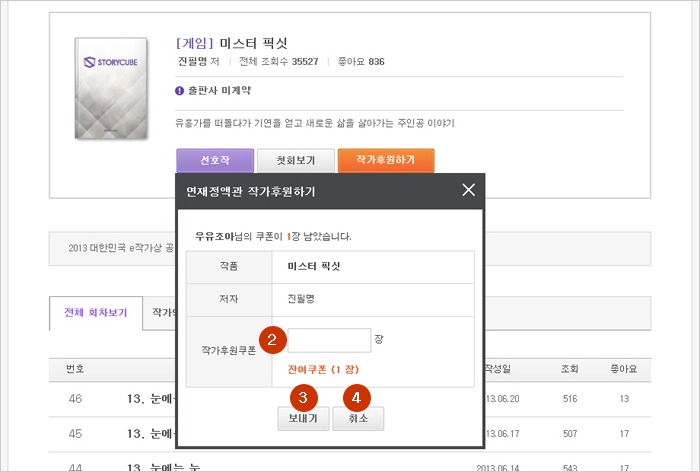 STORYCUBE
[게임] 미스터 픽싯
진필명 저 | 전체 조회수 35527 | 좋아요 836
출판사 미계약
유흥가를 떠돌다가 기연을 얻고 새로운 삶을 살아가는 주인공 이야기
선호작 첫회보기 작가후원하기
연재정액관 작가후원하기
우유조아님의 쿠폰이 1장 남았습니다.
작품 미스터 픽싯
저자 진필명
작가후원쿠폰 2 장
잔여쿠폰 (1 장)
3 4
보내기 취소
2013 대한민국 e작가상 공
전체 회차보기 작가의
번호 작성일 조회 좋아요
46 13. 눈에는 13.06.20 516 13
45 13. 눈에는 13.06.17 507 17
44 13. 눈에는 눈 2013.06.14 543 17